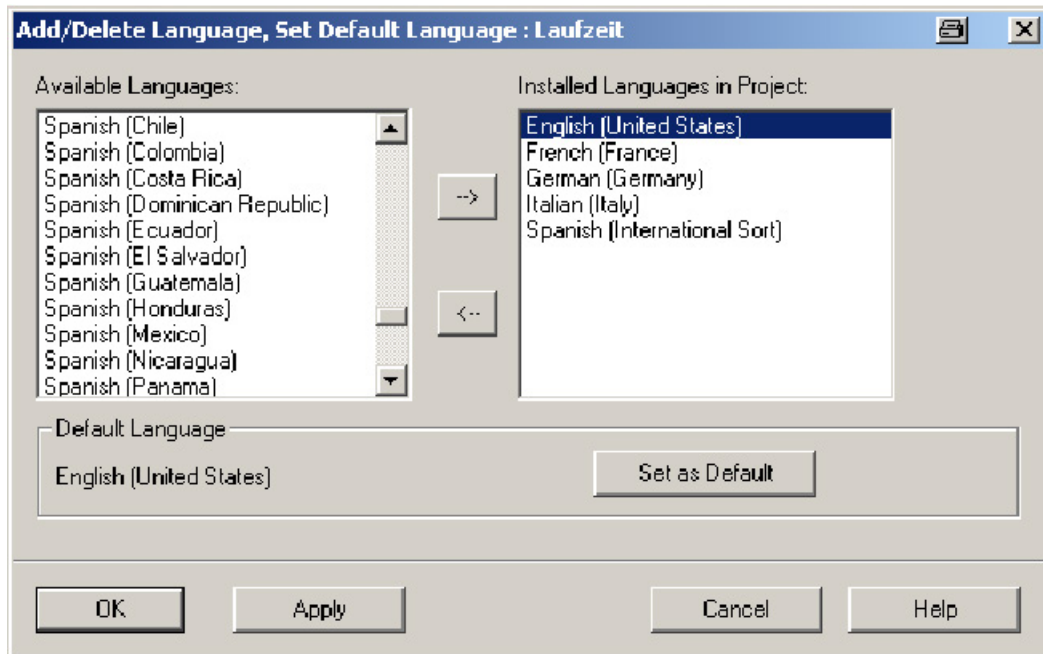 Add/Delete Language, Set Default Language : Laufzeit
Available Languages:
Spanish (Chile)
Spanish (Colombia)
Spanish (Costa Rica)
Spanish (Dominican Republic)
Spanish (Ecuador)
Spanish (El Salvador)
Spanish (Guatemala)
Spanish (Honduras)
Spanish (Mexico)
Spanish (Nicaragua)
Spanish (Panama)
-->
<--
Installed Languages in Project:
English (United States)
French (France)
German (Germany)
Italian (Italy)
Spanish (International Sort)
Default Language
English (United States)
Set as Default
OK
Apply
Cancel
Help